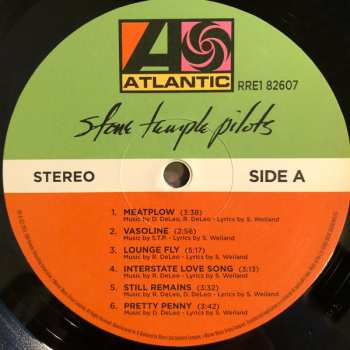 ATLANTIC
RRE1 82607
stone temple pilots
STEREO
SIDE A
1. MEATPLOW (3:38)
Music by D. DeLeo, R. DeLeo - Lyrics by S. Weiland
2. VASOLINE (2:56)
Music by S.T.P. - Lyrics by S. Weiland
3. LOUNGE FLY (5:17)
Music by R. DeLeo - Lyrics by S. Weiland
4. INTERSTATE LOVE SONG (3:13)
Music by R. DeLeo - Lyrics by S. Weiland
5. STILL REMAINS (3:32)
Music by R. DeLeo, D. DeLeo - Lyrics by S. Weiland
6. PRETTY PENNY (3:42)
Music by R. DeLeo - Lyrics by S. Weiland